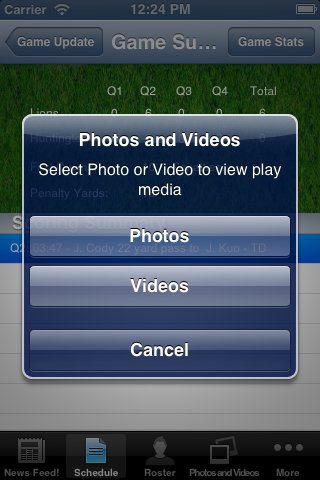 Carrier 12:24 PM
Game Update Game Su... Game Stats
Q1 Q2 Q3 Q4 Total
Lions 0 6 0 0 6
Photos and Videos
Select Photo or Video to view play
media
Penalty Yards:
Scoring Summary
Q2 03:47 - J. Cody 22 yard pass to J. Kuo - TD
Photos
Videos
Cancel
News Feed! Schedule Roster Photos and Videos More